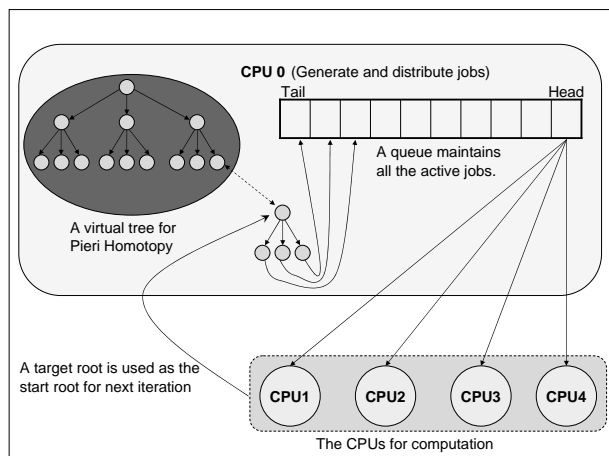 CPU 0 (Generate and distribute jobs)
Tail
Head
A queue maintains
all the active jobs.
A virtual tree for
Pieri Homotopy
A target root is used as the
start root for next iteration
CPU1
CPU2
CPU3
CPU4
The CPUs for computation